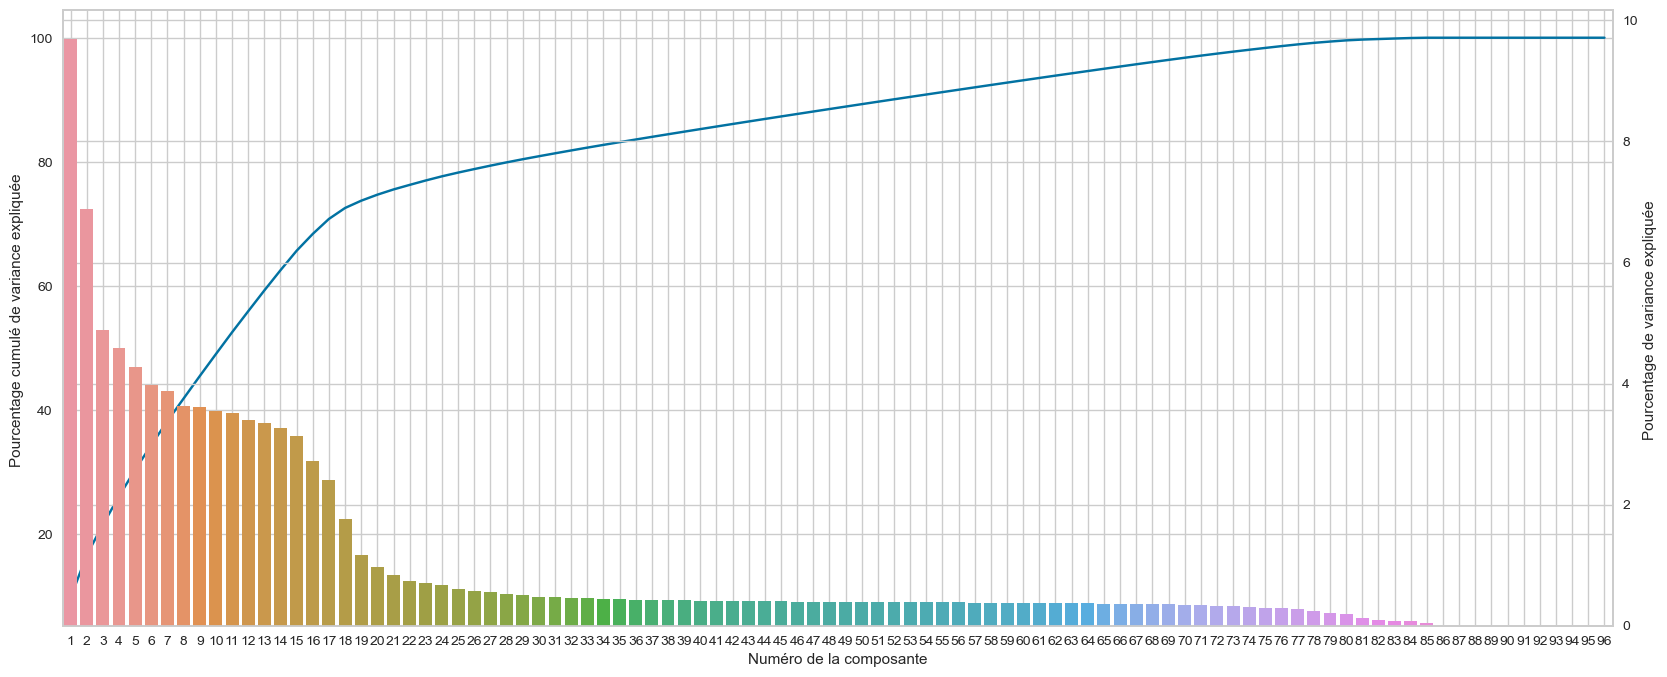 Pourcentage cumulé de variance expliquée
100
80
60
40
20
10
8
6
4
2
0
Pourcentage de variance expliquée
1 2 3 4 5 6 7 8 9 10 11 12 13 14 15 16 17 18 19 20 21 22 23 24 25 26 27 28 29 30 31 32 33 34 35 36 37 38 39 40 41 42 43 44 45 46 47 48 49 50 51 52 53 54 55 56 57 58 59 60 61 62 63 64 65 66 67 68 69 70 71 72 73 74 75 76 77 78 79 80 81 82 83 84 85 86 87 88 89 90 91 92 93 94 95 96
Numéro de la composante